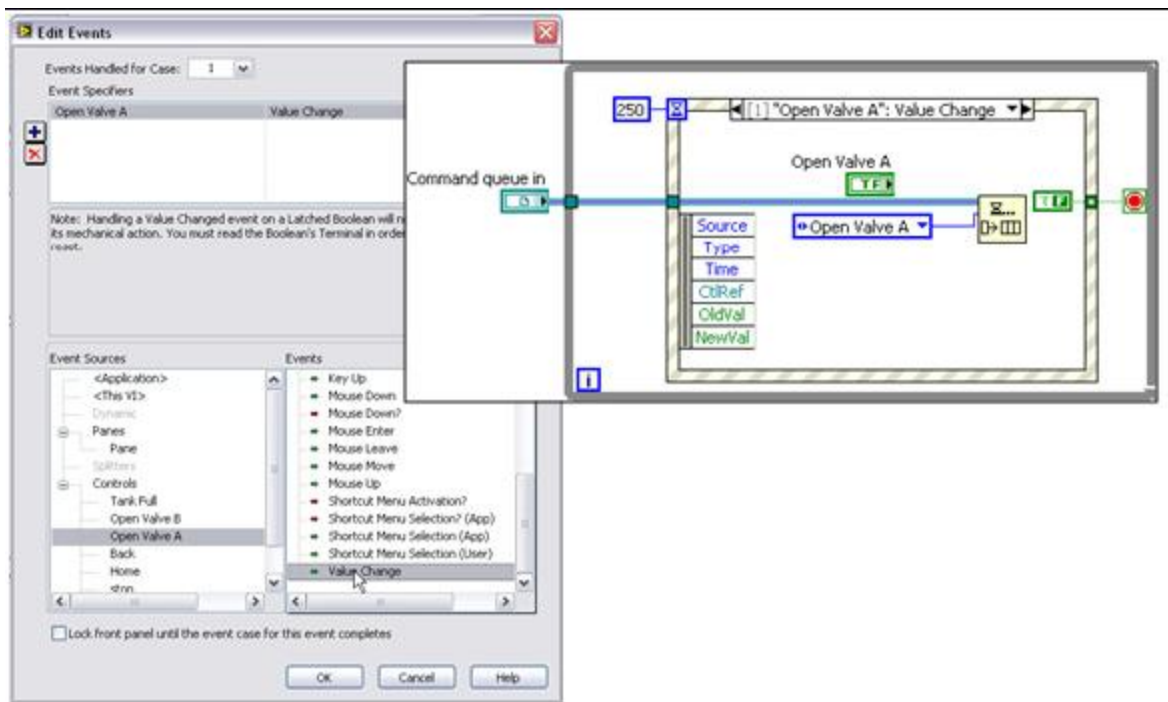 Edit Events
Events Handled for Case: 1
Event Specifiers
Open Valve A Value Change
Note: Handling a Value Changed event on a Latched Boolean will n
its mechanical action. You must read the Boolean's Terminal in order
reset.
Event Sources
<Application>
<This VI>
Dynamic
Panes
Pane
Splitters
Controls
Tank Full
Open Valve B
Open Valve A
Back
Home
stop
Events
Key Up
Mouse Down
Mouse Down?
Mouse Enter
Mouse Leave
Mouse Move
Mouse Up
Shortcut Menu Activation?
Shortcut Menu Selection? (App)
Shortcut Menu Selection (App)
Shortcut Menu Selection (User)
Value Change
Lock front panel until the event case for this event completes
OK Cancel Help
250
[1] "Open Valve A": Value Change
Command queue in
Open Valve A
TF
Open Valve A
Source
Type
Time
CtlRef
OldVal
NewVal
i